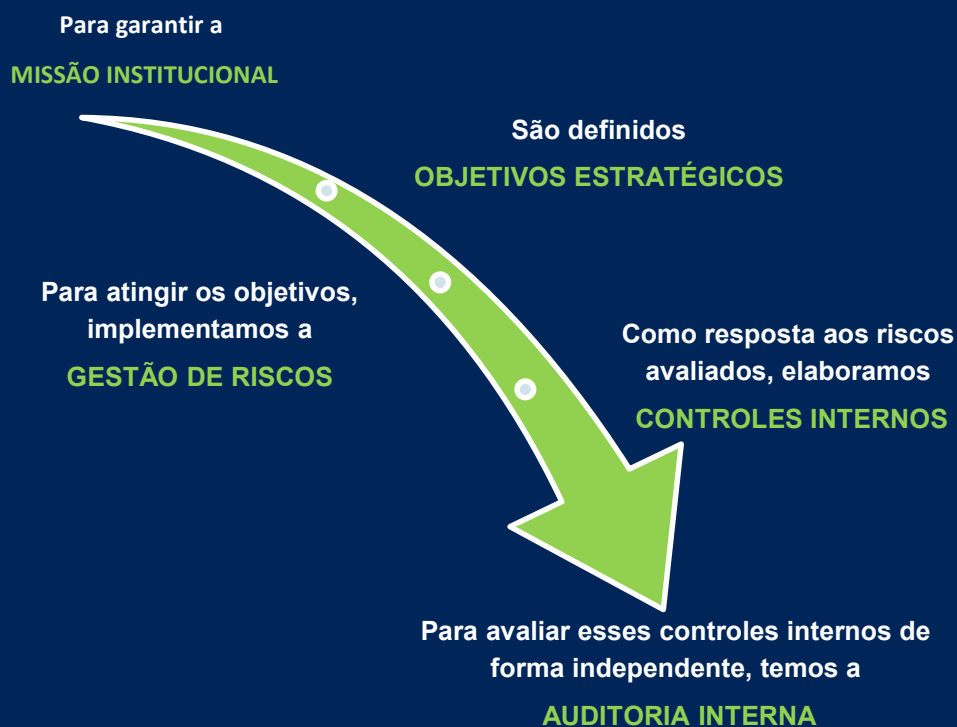 Para garantir a
MISSÃO INSTITUCIONAL
São definidos
OBJETIVOS ESTRATÉGICOS
Para atingir os objetivos,
implementamos a
GESTÃO DE RISCOS
Como resposta aos riscos
avaliados, elaboramos
CONTROLES INTERNOS
Para avaliar esses controles internos de
forma independente, temos a
AUDITORIA INTERNA